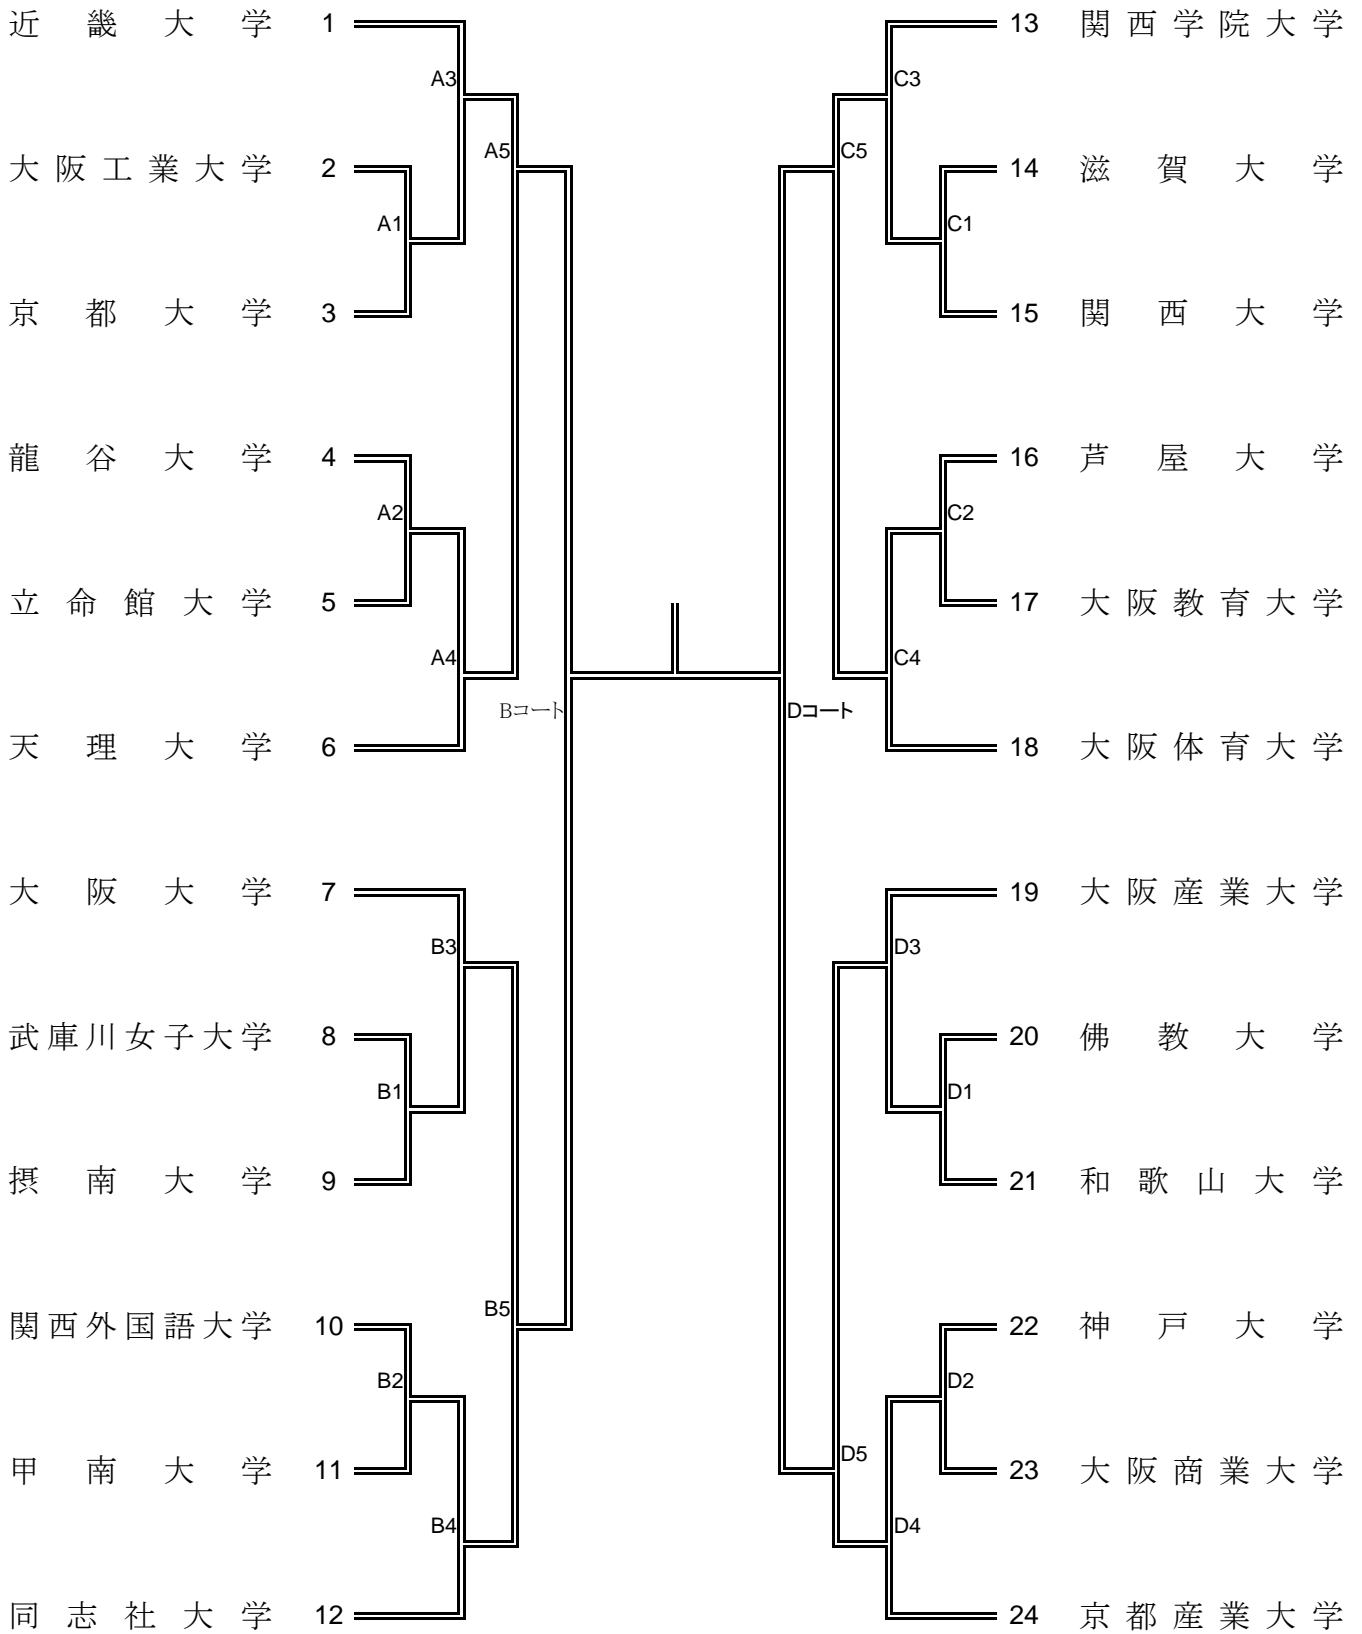 近畿大学 1
A3
大阪工業大学 2
A5
A1
京都大学 3
龍谷大学 4
A2
立命館大学 5
A4
Bコート
天理大学 6
大阪大学 7
B3
武庫川女子大学 8
B1
摂南大学 9
関西外国語大学 10
B5
B2
甲南大学 11
B4
同志社大学 12
13 関西学院大学
C3
C5
14 滋賀大学
C1
15 関西大学
16 芦屋大学
C2
17 大阪教育大学
C4
Dコート
18 大阪体育大学
19 大阪産業大学
D3
20 佛教大学
D1
21 和歌山大学
22 神戸大学
D2
D5
23 大阪商業大学
D4
24 京都産業大学